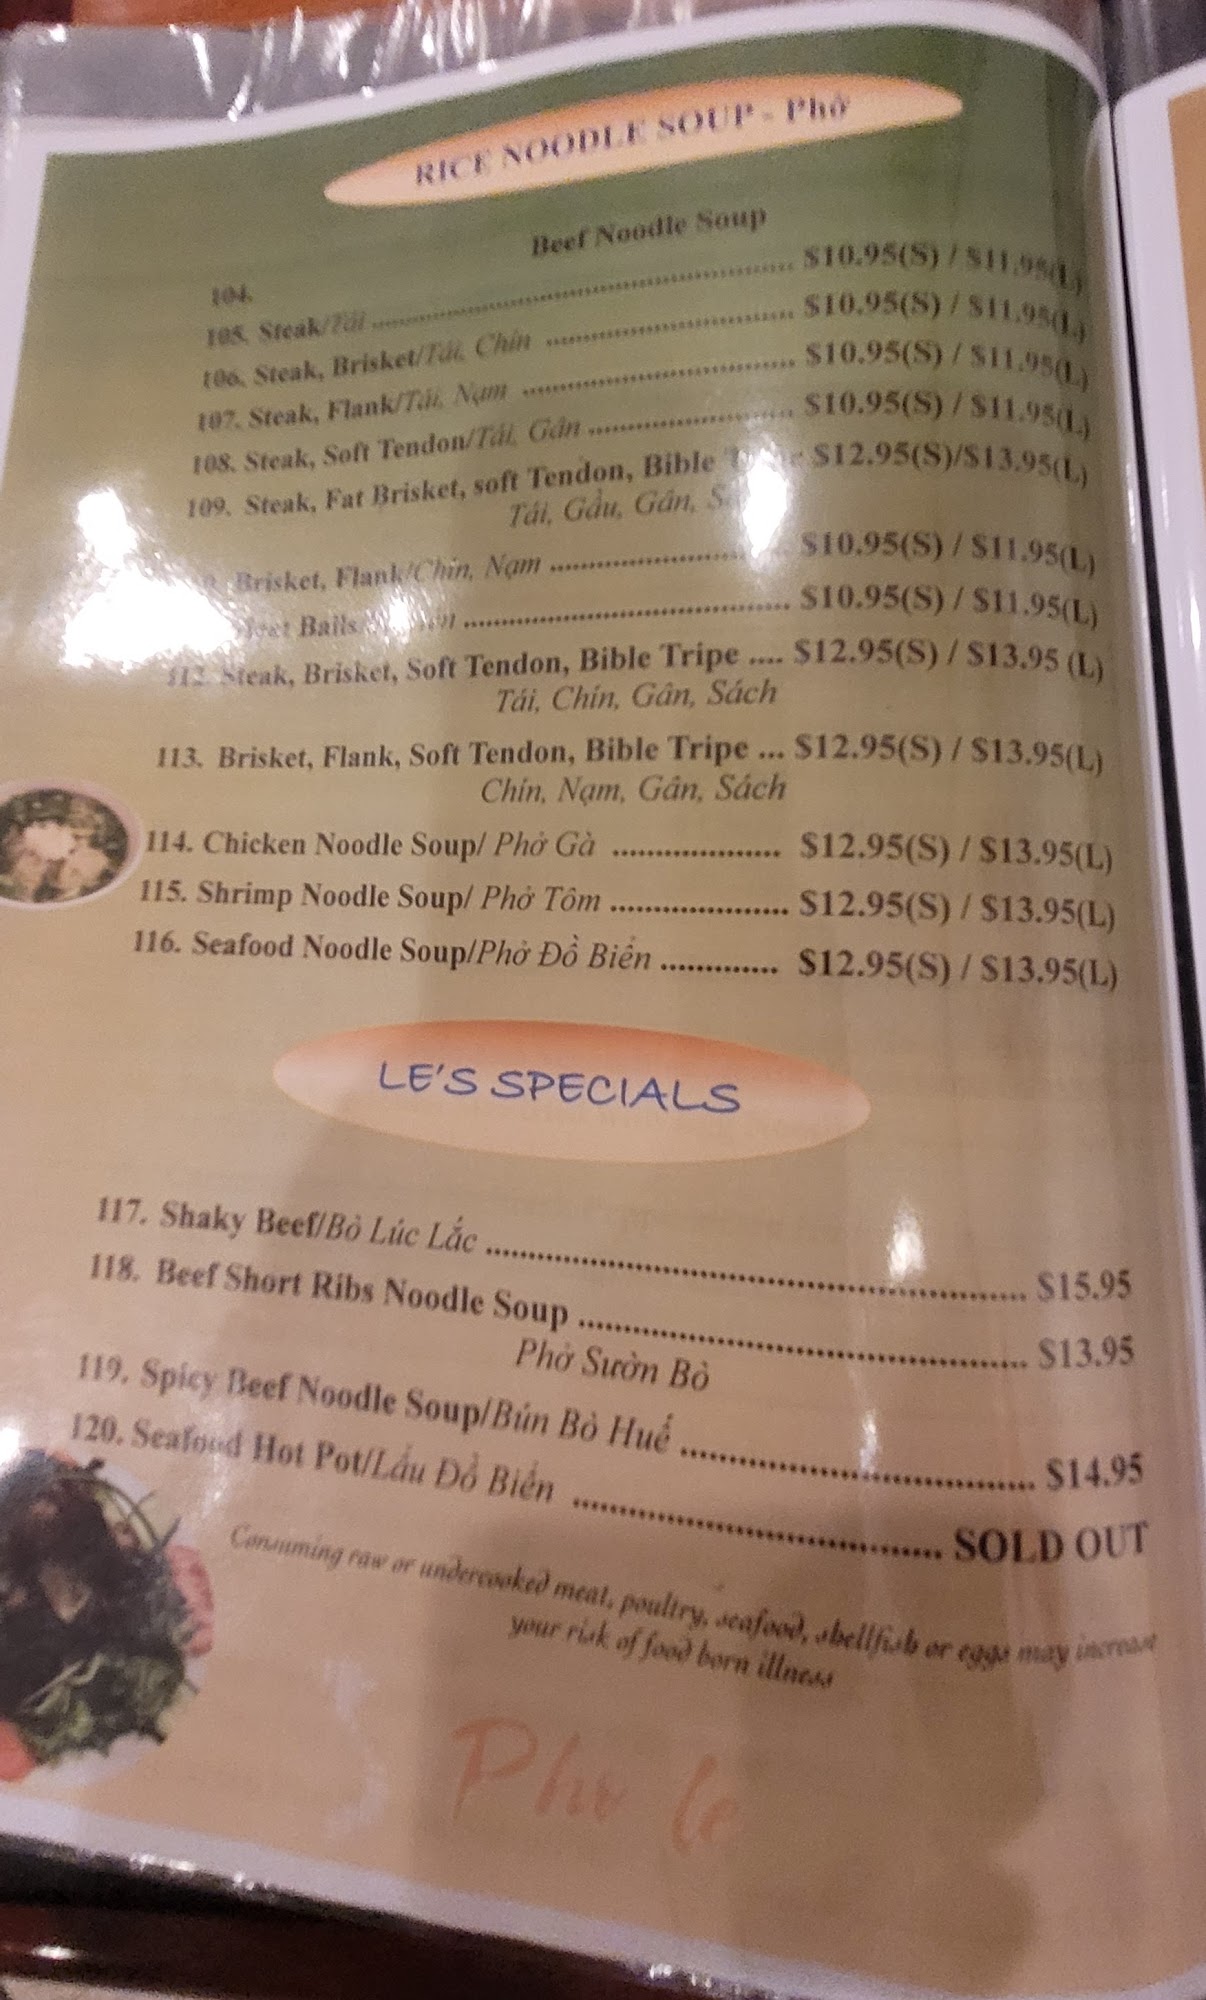 RICE NOODLE SOUP - Phở
Beef Noodle Soup
104.
105. Steak/Tái ........ $10.95(S) / $11.95(L)
106. Steak, Brisket/Tái, Chín ........ $10.95(S) / $11.95(L)
107. Steak, Flank/Tái, Nạm ........ $10.95(S) / $11.95(L)
108. Steak, Soft Tendon/Tái, Gân ........ $10.95(S) / $11.95(L)
109. Steak, Fat Brisket, soft Tendon, Bible $12.95(S)/$13.95(L)
Tái, Gầu, Gân,
Brisket, Flank/Chín, Nạm ........ $10.95(S) / $11.95(L)
Balls ........ $10.95(S) / $11.95(L)
112. Steak, Brisket, Soft Tendon, Bible Tripe .... $12.95(S) / $13.95 (L)
Tái, Chín, Gân, Sách
113. Brisket, Flank, Soft Tendon, Bible Tripe ... $12.95(S) / $13.95(L)
Chín, Nạm, Gân, Sách
114. Chicken Noodle Soup/ Phở Gà ........ $12.95(S) / $13.95(L)
115. Shrimp Noodle Soup/ Phở Tôm ........ $12.95(S) / $13.95(L)
116. Seafood Noodle Soup/Phở Đồ Biển ........ $12.95(S) / $13.95(L)
LE'S SPECIALS
117. Shaky Beef/Bò Lúc Lắc ........ $15.95
118. Beef Short Ribs Noodle Soup ........ $13.95
Phở Sườn Bò
119. Spicy Beef Noodle Soup/Bún Bò Huế ........ $14.95
120. Seafood Hot Pot/Lẩu Đồ Biển ........ SOLD OUT
Consuming raw or undercooked meat, poultry, seafood, shellfish or eggs may increase
your risk of food born illness
Pho le